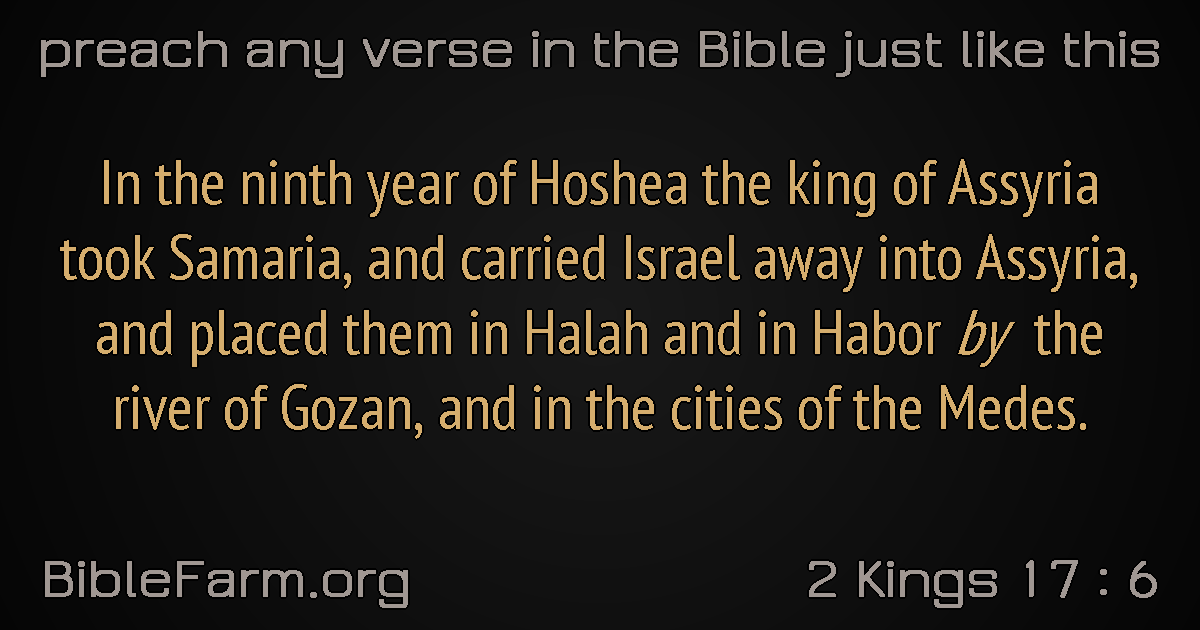 preach any verse in the Bible just like this
In the ninth year of Hoshea the king of Assyria
took Samaria, and carried Israel away into Assyria,
and placed them in Halah and in Habor by the
river of Gozan, and in the cities of the Medes.
BibleFarm.org
2 Kings 17 : 6